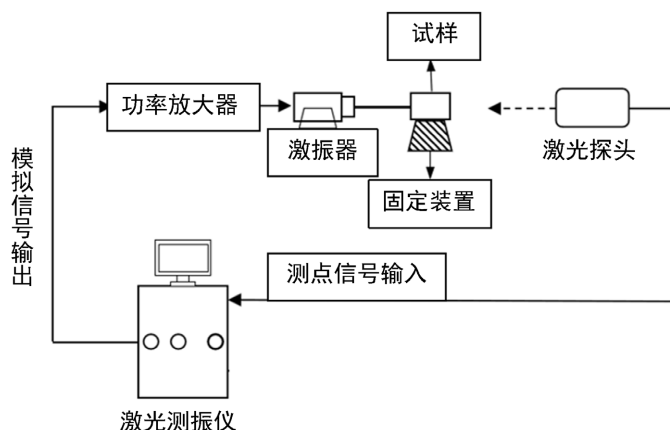 试样
功率放大器
激振器
激光探头
固定装置
模拟信号输出
测点信号输入
激光测振仪